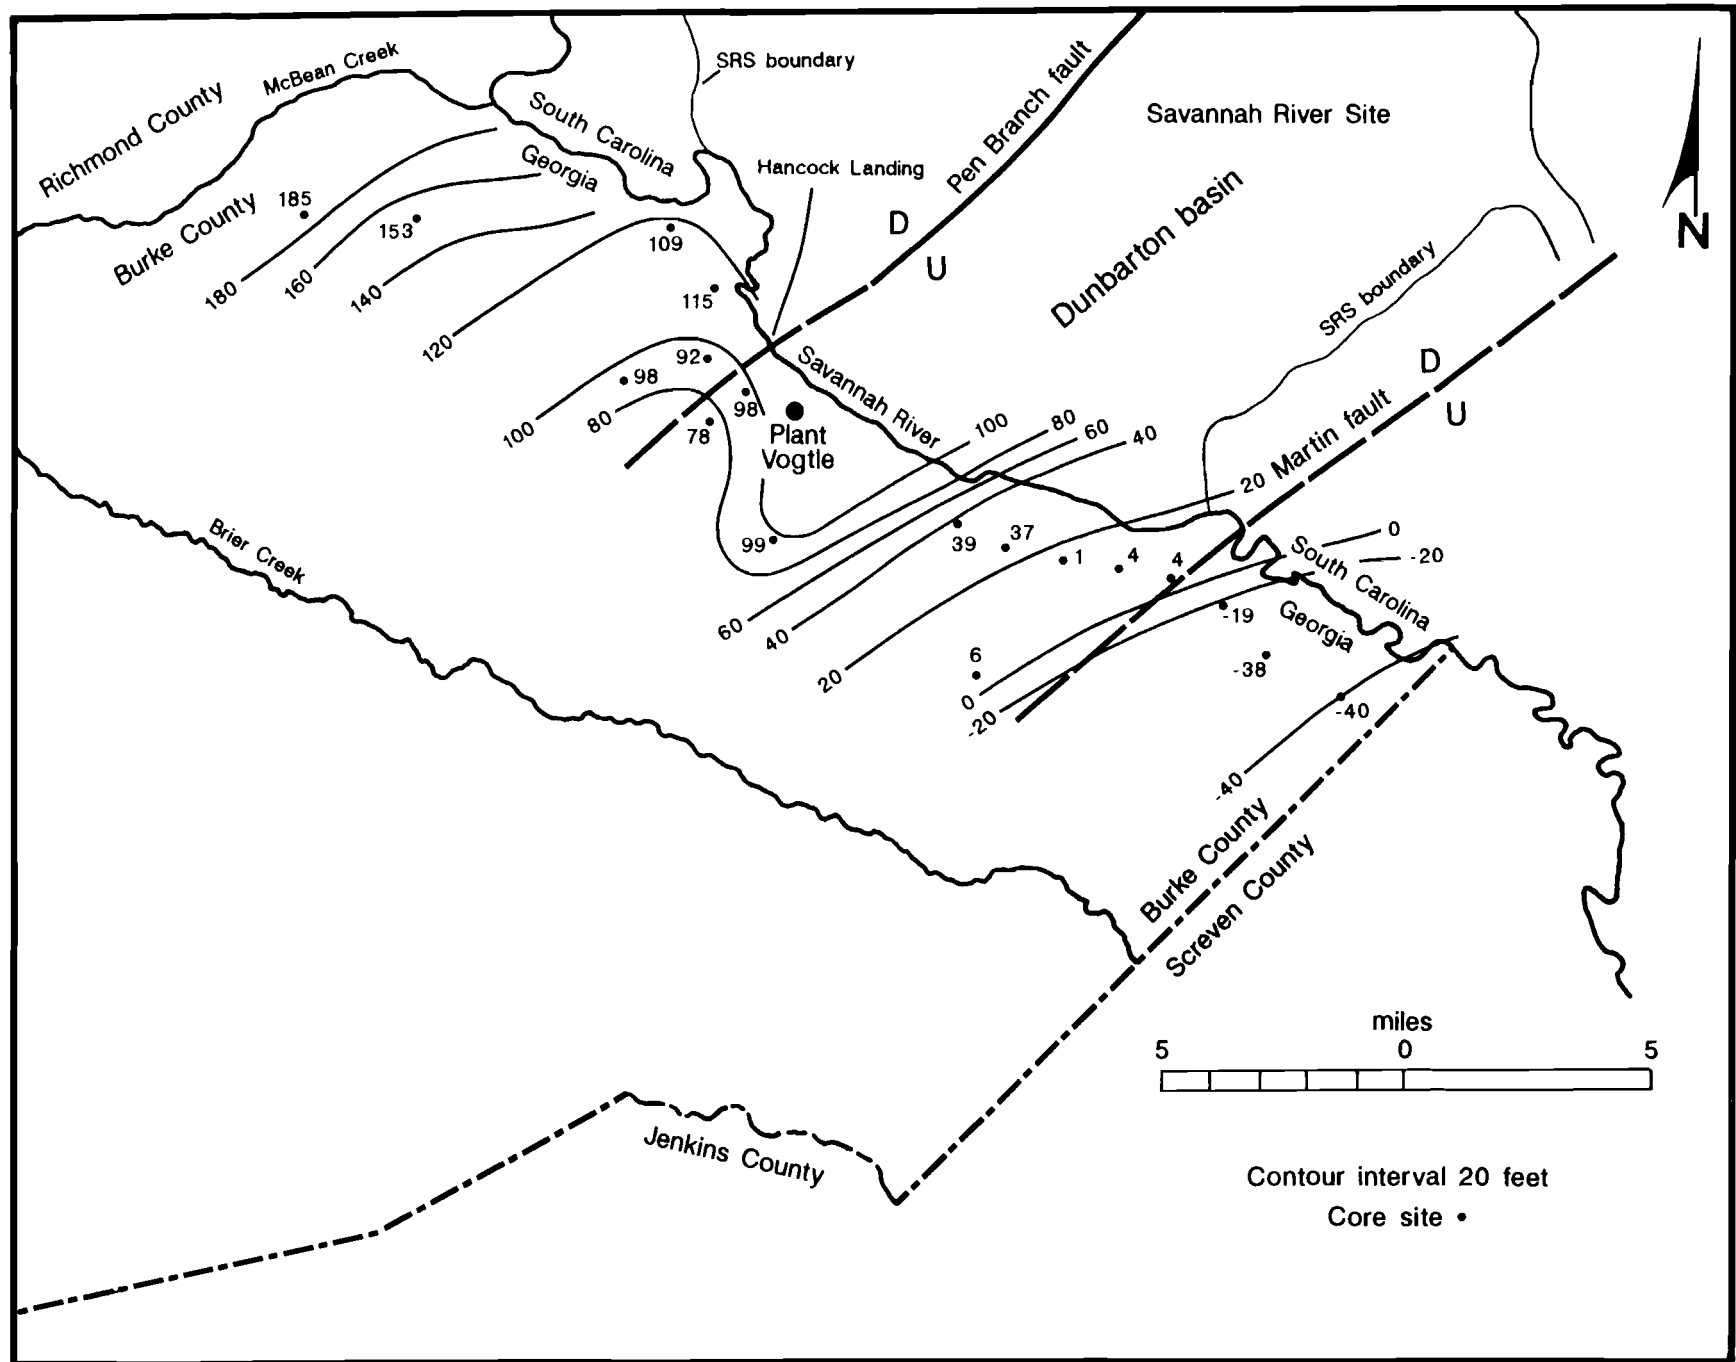 SRS boundary
McBean Creek
Richmond County
South Carolina
Georgia
Pen Branch fault
Savannah River Site
Hancock Landing
Burke County
185
153
109
115
180
160
140
120
D
U
Dunbarton basin
SRS boundary
N
92
98
98
78
100
80
Plant
Vogtle
Savannah River
100
80
60
40
20
Martin fault
D
U
0
-20
South Carolina
Georgia
Brier Creek
99
39
37
1
4
4
-19
-38
-40
6
60
40
20
0
-20
-40
Burke County
Screven County
miles
5 0 5
Jenkins County
Contour interval 20 feet
Core site •